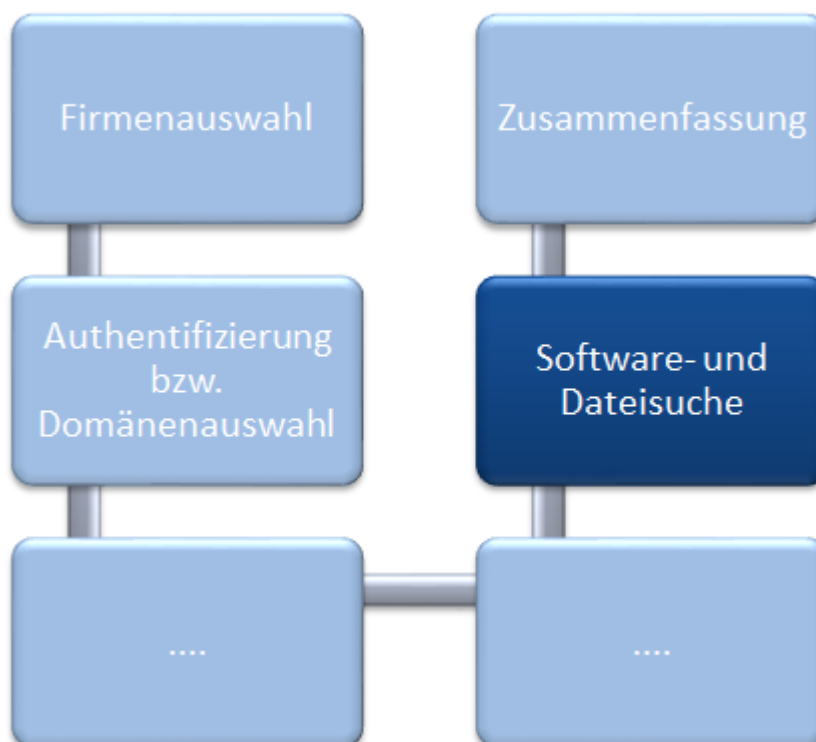 Firmenauswahl
Authentifizierung
bzw.
Domänenauswahl
....
....
Software- und
Dateisuche
Zusammenfassung